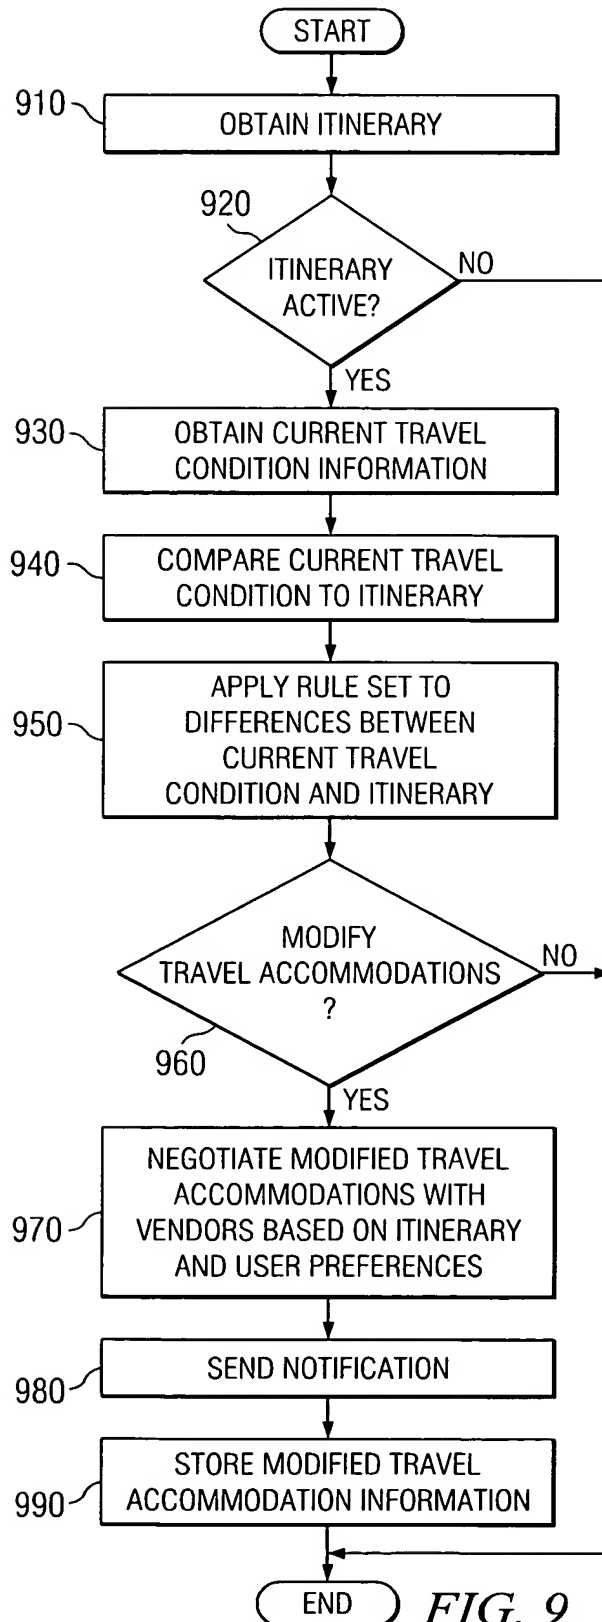 START
910
OBTAIN ITINERARY
920
ITINERARY
ACTIVE?
NO
YES
930
OBTAIN CURRENT TRAVEL
CONDITION INFORMATION
940
COMPARE CURRENT TRAVEL
CONDITION TO ITINERARY
950
APPLY RULE SET TO
DIFFERENCES BETWEEN
CURRENT TRAVEL
CONDITION AND ITINERARY
MODIFY
TRAVEL ACCOMMODATIONS
?
NO
960
YES
970
NEGOTIATE MODIFIED TRAVEL
ACCOMMODATIONS WITH
VENDORS BASED ON ITINERARY
AND USER PREFERENCES
980
SEND NOTIFICATION
990
STORE MODIFIED TRAVEL
ACCOMMODATION INFORMATION
END
FIG. 9